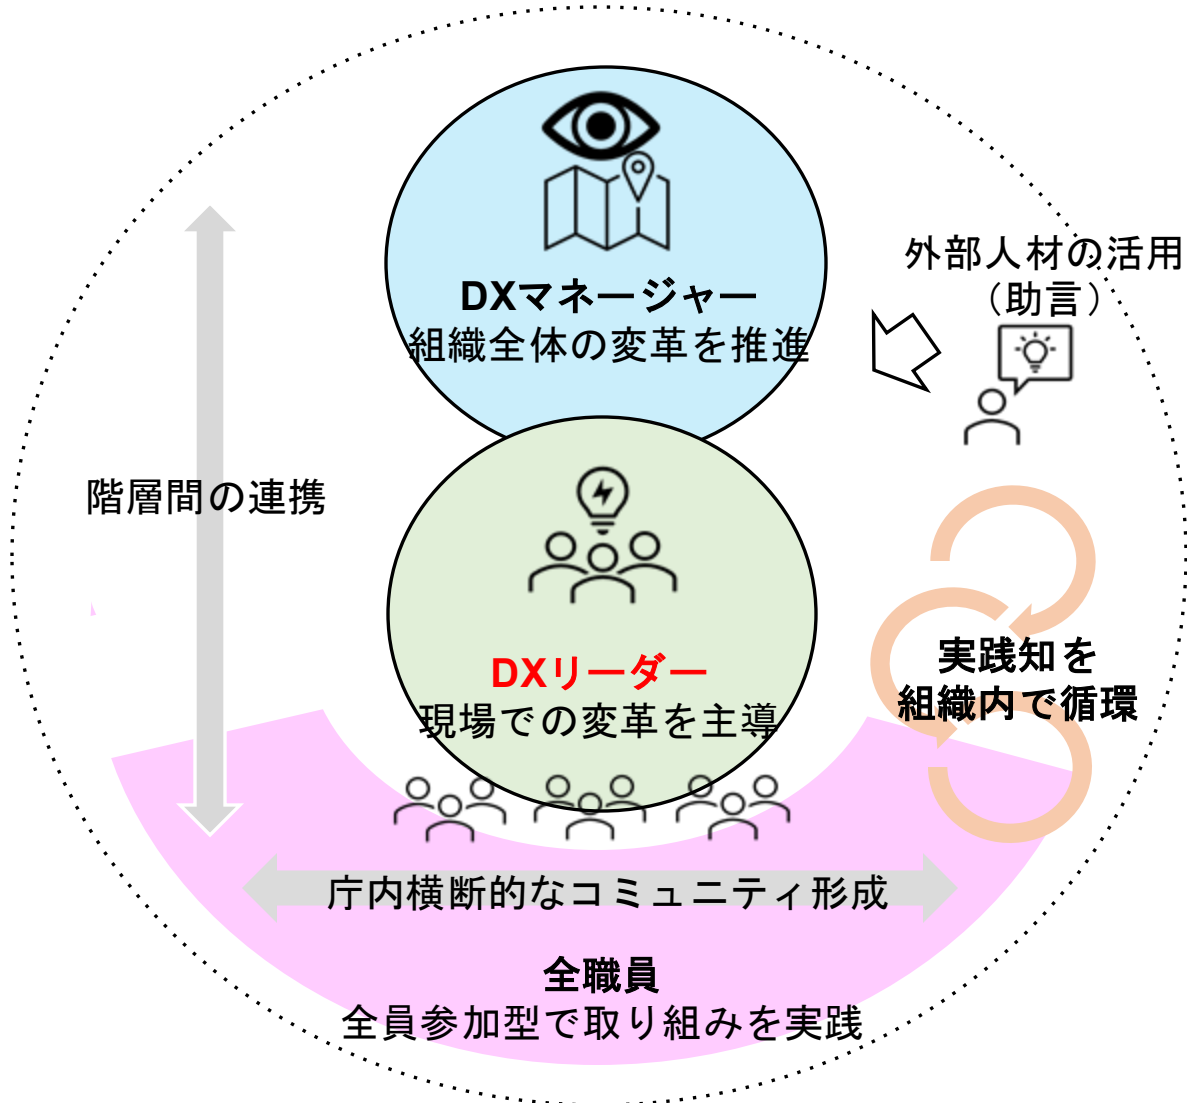 外部人材の活用
（助言）
DXマネージャー
組織全体の変革を推進
階層間の連携
DXリーダー
現場での変革を主導
実践知を
組織内で循環
庁内横断的なコミュニティ形成
全職員
全員参加型で取り組みを実践